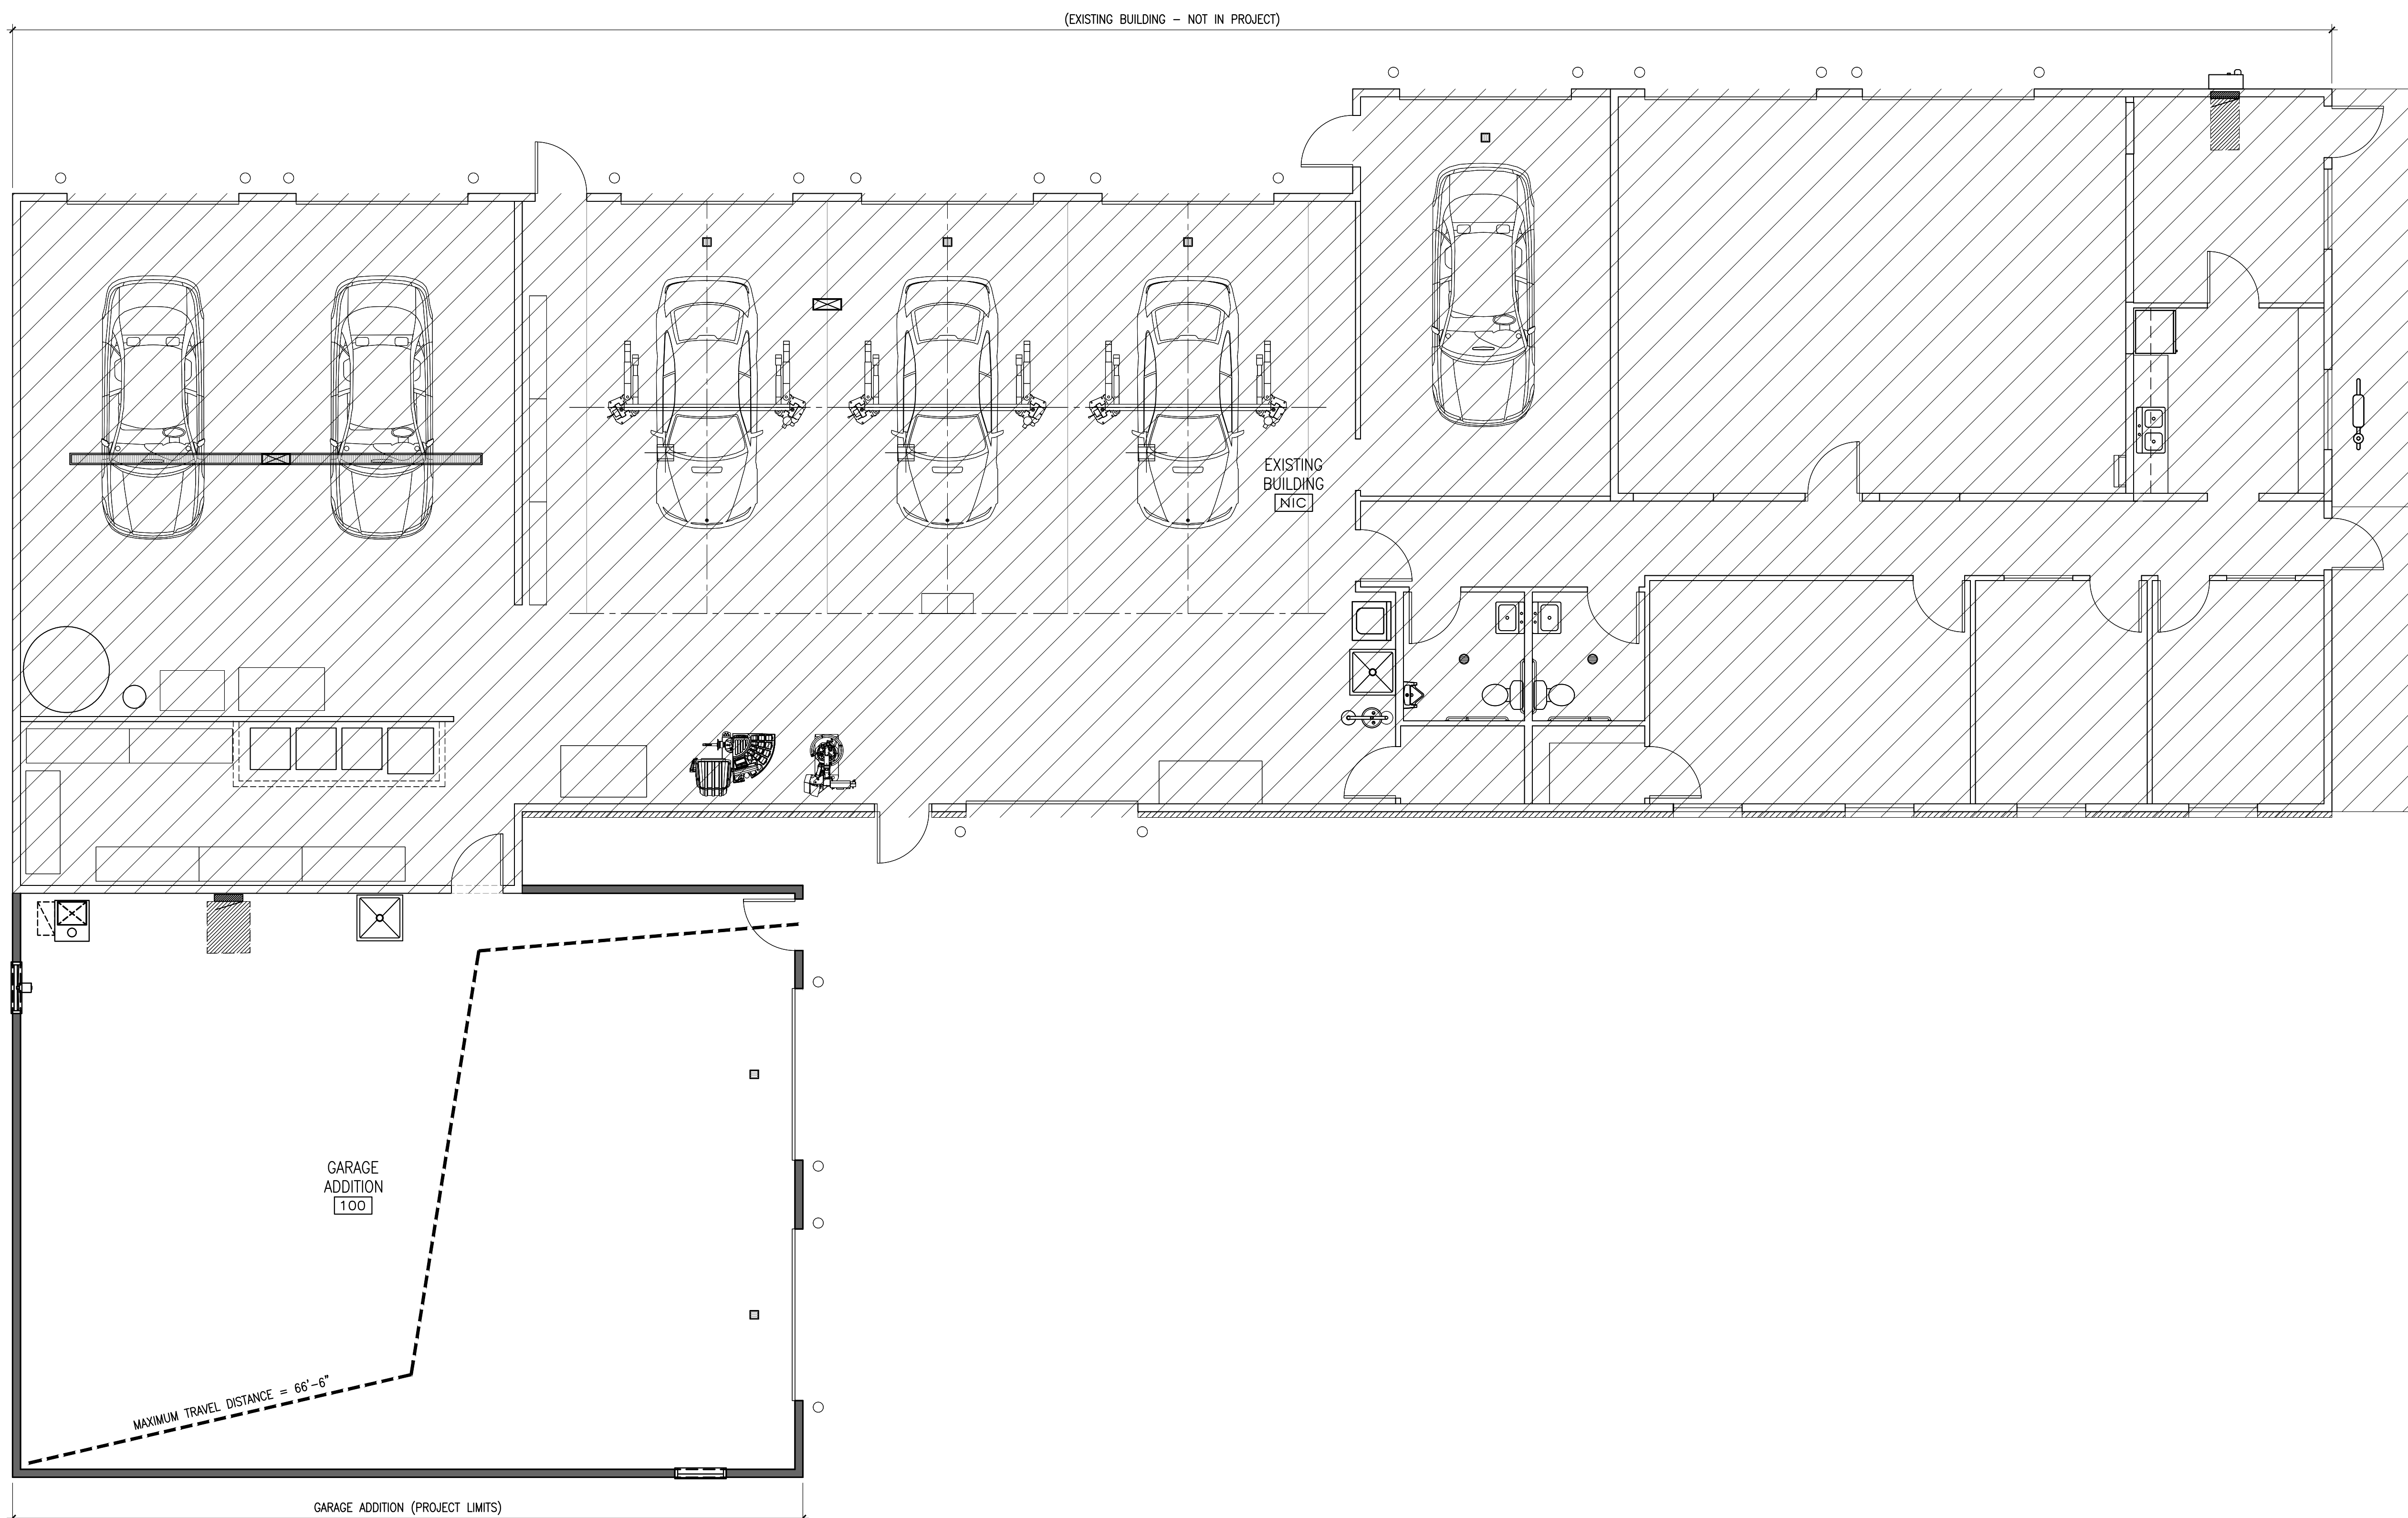 (EXISTING BUILDING – NOT IN PROJECT)
EXISTING
BUILDING
NIC
GARAGE
ADDITION
100
MAXIMUM TRAVEL DISTANCE = 66'-6"
GARAGE ADDITION (PROJECT LIMITS)